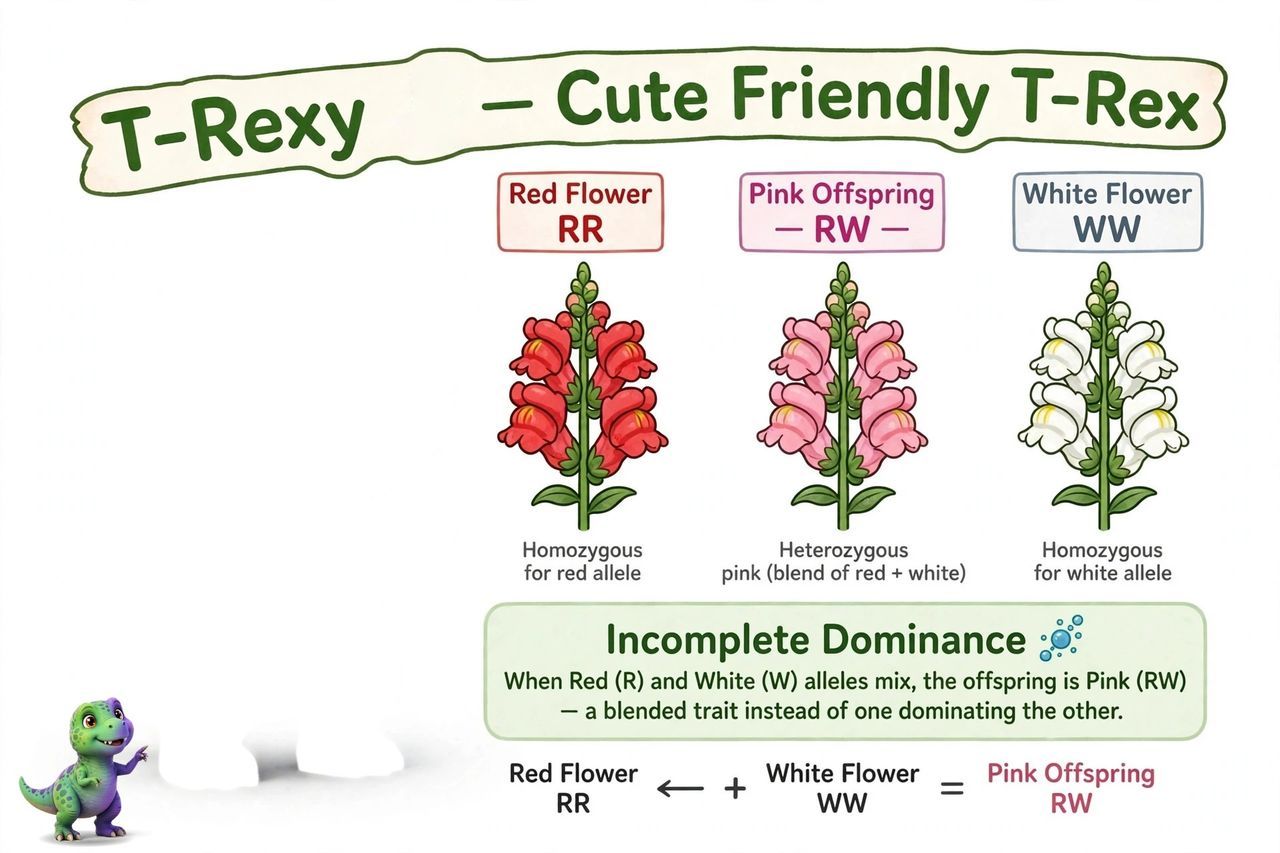 T-Rexy — Cute Friendly T-Rex
Red Flower
RR
Pink Offspring
— RW —
White Flower
WW
Homozygous
for red allele
Heterozygous
pink (blend of red + white)
Homozygous
for white allele
Incomplete Dominance
When Red (R) and White (W) alleles mix, the offspring is Pink (RW)
— a blended trait instead of one dominating the other.
Red Flower
RR
← +
White Flower
WW
=
Pink Offspring
RW